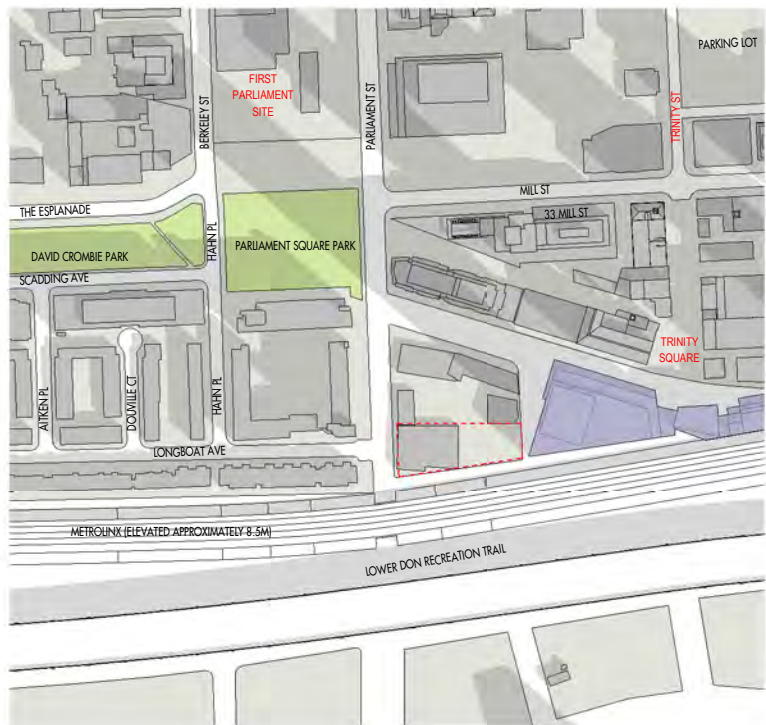 PARKING LOT
FIRST
PARLIAMENT
SITE
BERKELEY ST
PARLIAMENT ST
TRINITY ST
MILL ST
THE ESPLANADE
33 MILL ST
HAHN PL
PARLIAMENT SQUARE PARK
DAVID CROMBIE PARK
SCADDING AVE
TRINITY
SQUARE
AITKEN PL
DOUVILLE CT
HAHN PL
LONGBOAT AVE
METROLINX (ELEVATED APPROXIMATELY 8.5M)
LOWER DON RECREATION TRAIL